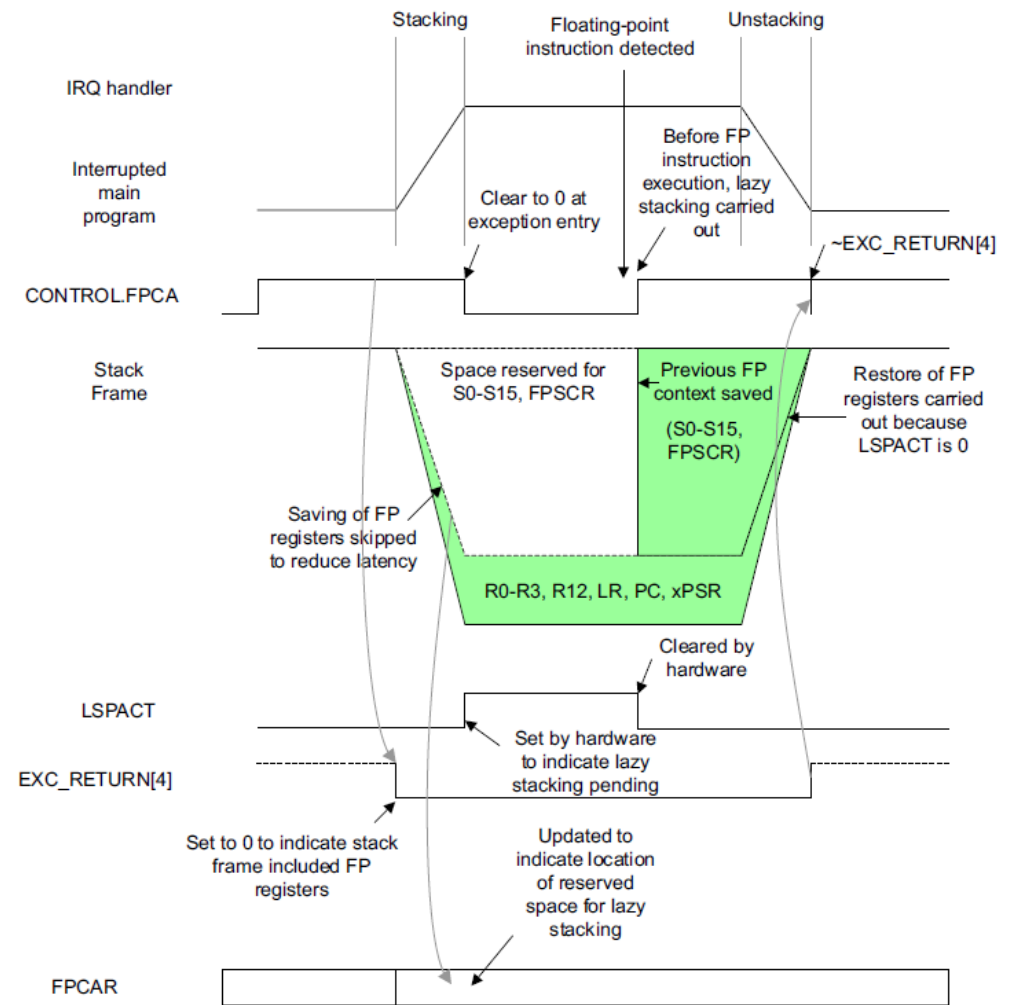 Stacking
Floating-point
instruction detected
Unstacking
IRQ handler
Interrupted
main
program
Clear to 0 at
exception entry
Before FP
instruction
execution, lazy
stacking carried
out
~EXC_RETURN[4]
CONTROL.FPCA
Stack
Frame
Space reserved for
S0-S15, FPSCR
Previous FP
context saved
(S0-S15,
FPSCR)
Restore of FP
registers carried
out because
LSPACT is 0
Saving of FP
registers skipped
to reduce latency
R0-R3, R12, LR, PC, xPSR
Cleared by
hardware
LSPACT
Set by hardware
to indicate lazy
stacking pending
EXC_RETURN[4]
Set to 0 to indicate stack
frame included FP
registers
Updated to
indicate location
of reserved
space for lazy
stacking
FPCAR